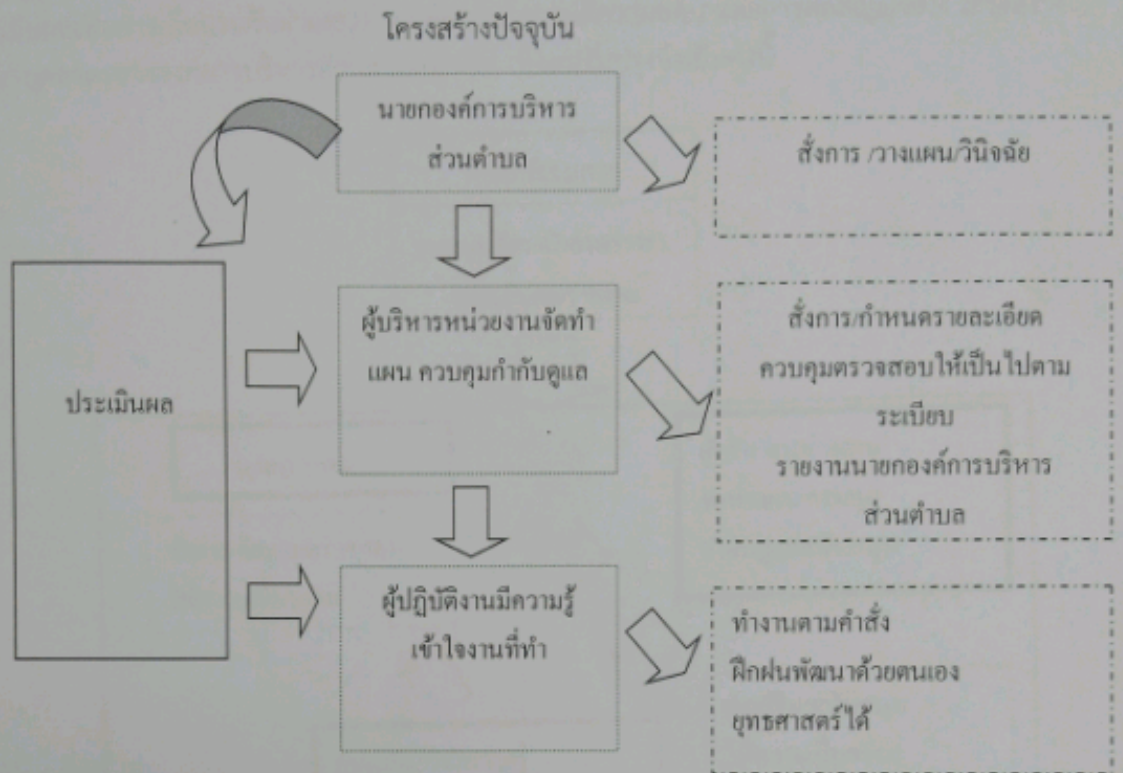 โครงสร้างปัจจุบัน
นายกองค์การบริหาร
ส่วนตำบล
สั่งการ /วางแผน/วินิจฉัย
ประเมินผล
ผู้บริหารหน่วยงานจัดทำ
แผน ควบคุมกำกับดูแล
สั่งการ/กำหนดรายละเอียด
ควบคุมตรวจสอบให้เป็นไปตาม
ระเบียบ
รายงานนายกองค์การบริหาร
ส่วนตำบล
ผู้ปฏิบัติงานมีความรู้
เข้าใจงานที่ทำ
ทำงานตามคำสั่ง
ฝึกฝนพัฒนาด้วยตนเอง
ยุทธศาสตร์ได้